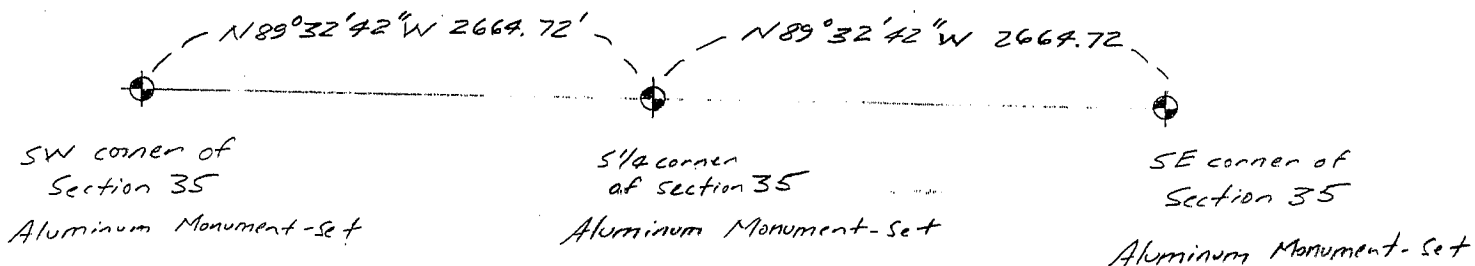 N89°32'42"W 2664.72'
N89°32'42"W 2664.72
SW corner of
Section 35
Aluminum Monument-set
S1/4 corner
of section 35
Aluminum Monument-set
SE corner of
Section 35
Aluminum Monument-set